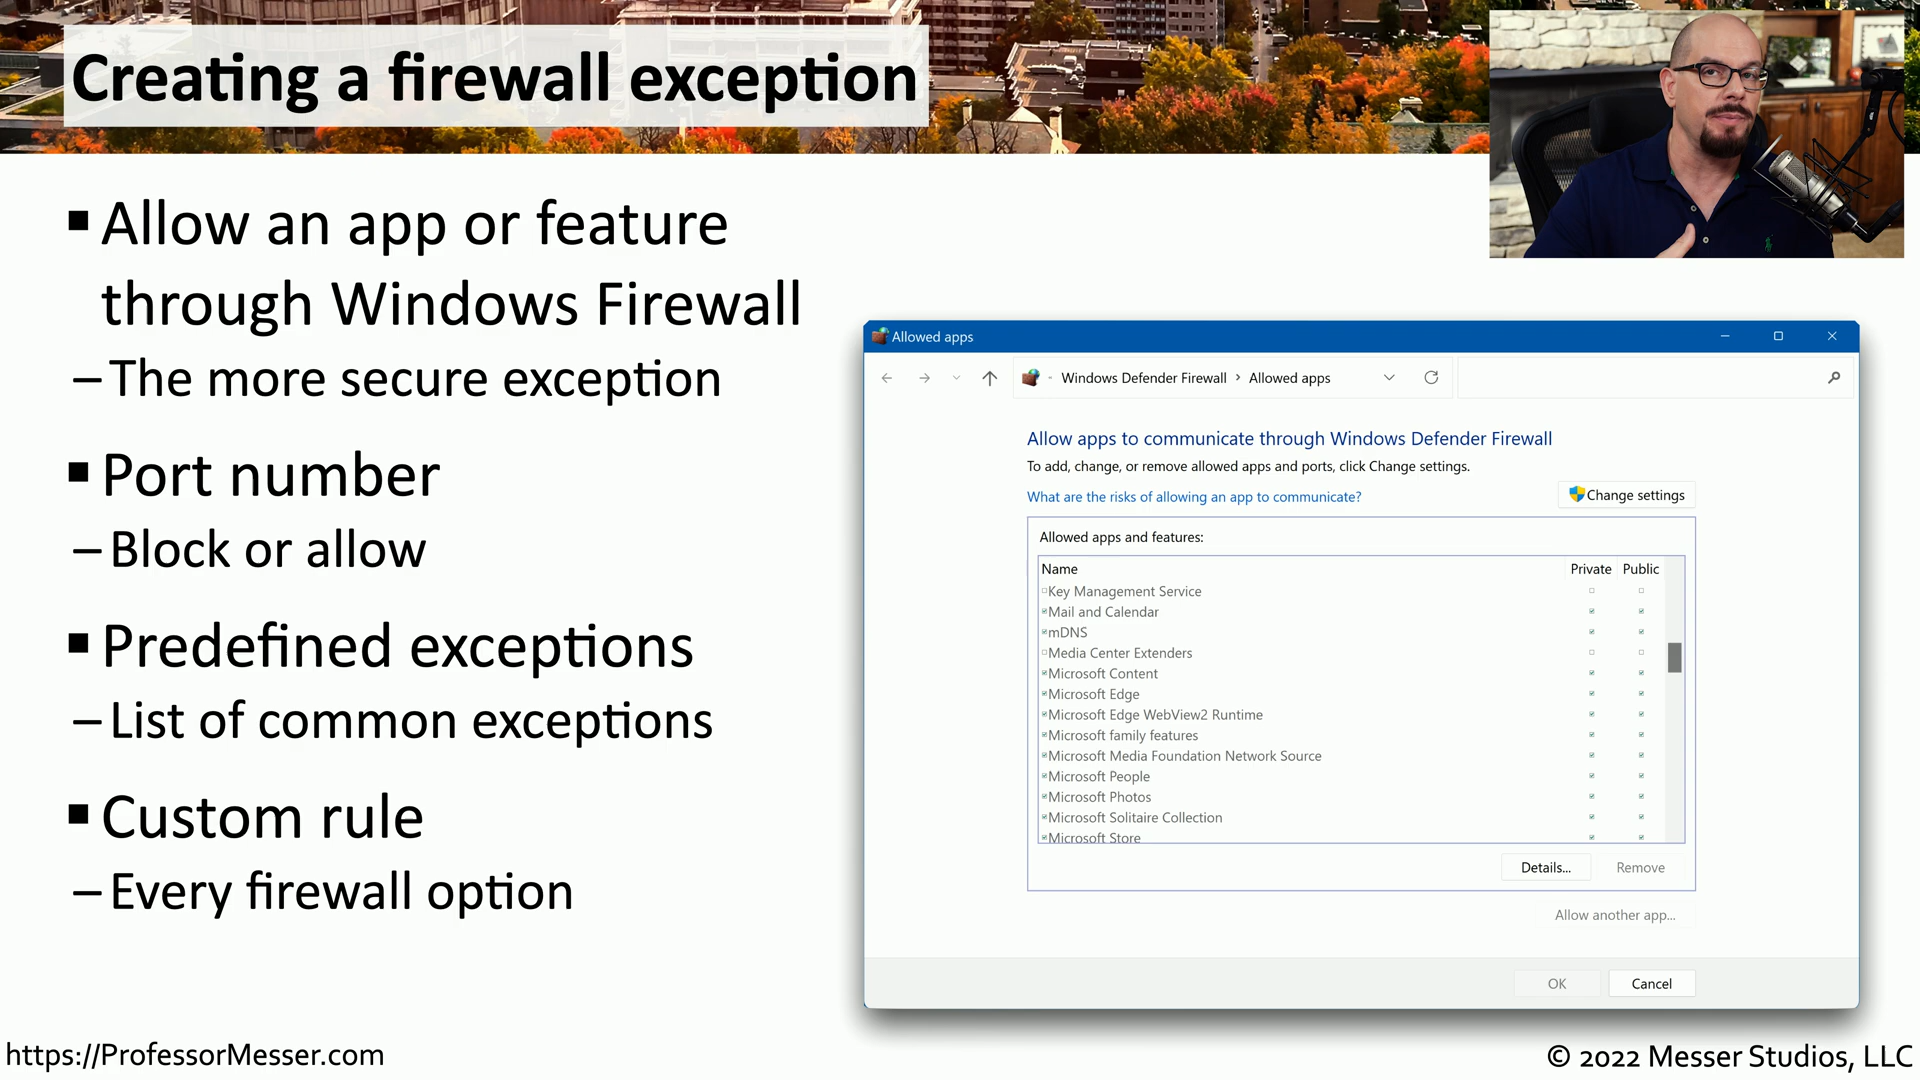 Creating a firewall exception
▪ Allow an app or feature
through Windows Firewall
– The more secure exception
▪ Port number
– Block or allow
▪ Predefined exceptions
– List of common exceptions
▪ Custom rule
– Every firewall option
Allowed apps
Windows Defender Firewall > Allowed apps
Allow apps to communicate through Windows Defender Firewall
To add, change, or remove allowed apps and ports, click Change settings.
What are the risks of allowing an app to communicate?
Change settings
Allowed apps and features:
Name Private Public
Key Management Service
Mail and Calendar
mDNS
Media Center Extenders
Microsoft Content
Microsoft Edge
Microsoft Edge WebView2 Runtime
Microsoft family features
Microsoft Media Foundation Network Source
Microsoft People
Microsoft Photos
Microsoft Solitaire Collection
Microsoft Store
Details... Remove
Allow another app...
OK Cancel
https://ProfessorMesser.com
© 2022 Messer Studios, LLC